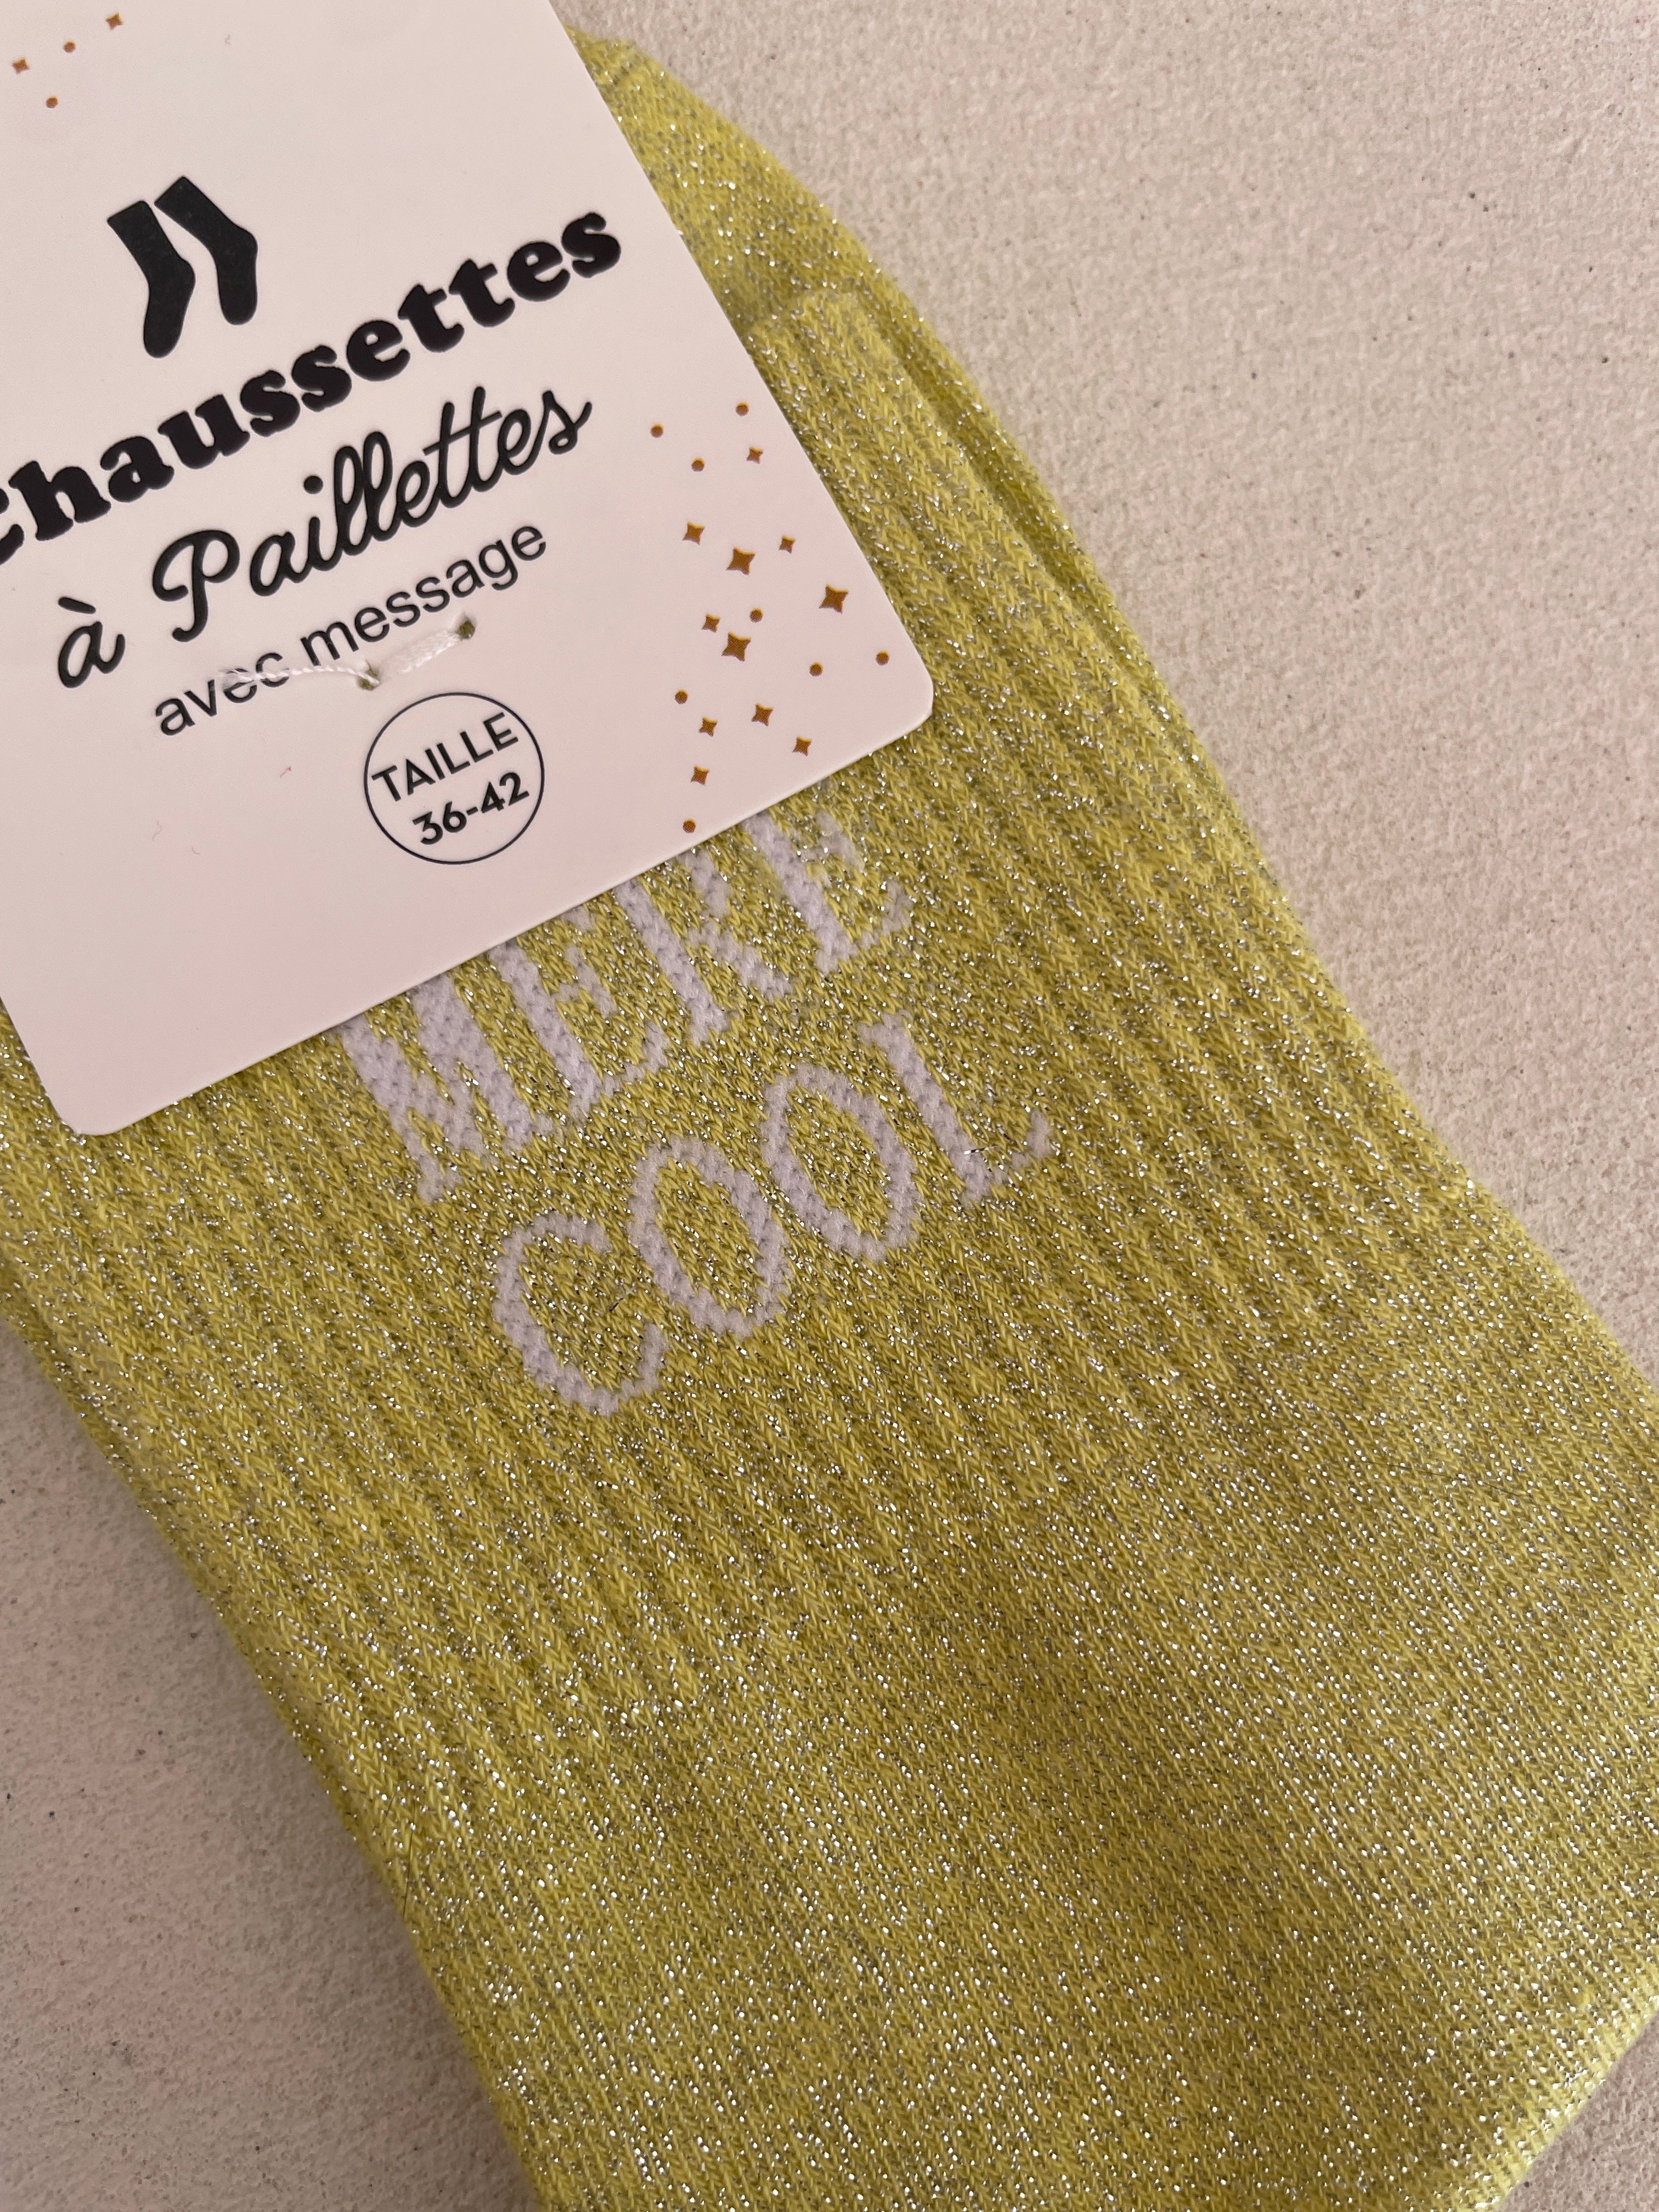 Chaussettes
à Paillettes
avec message
TAILLE
36-42
MERE
COOL